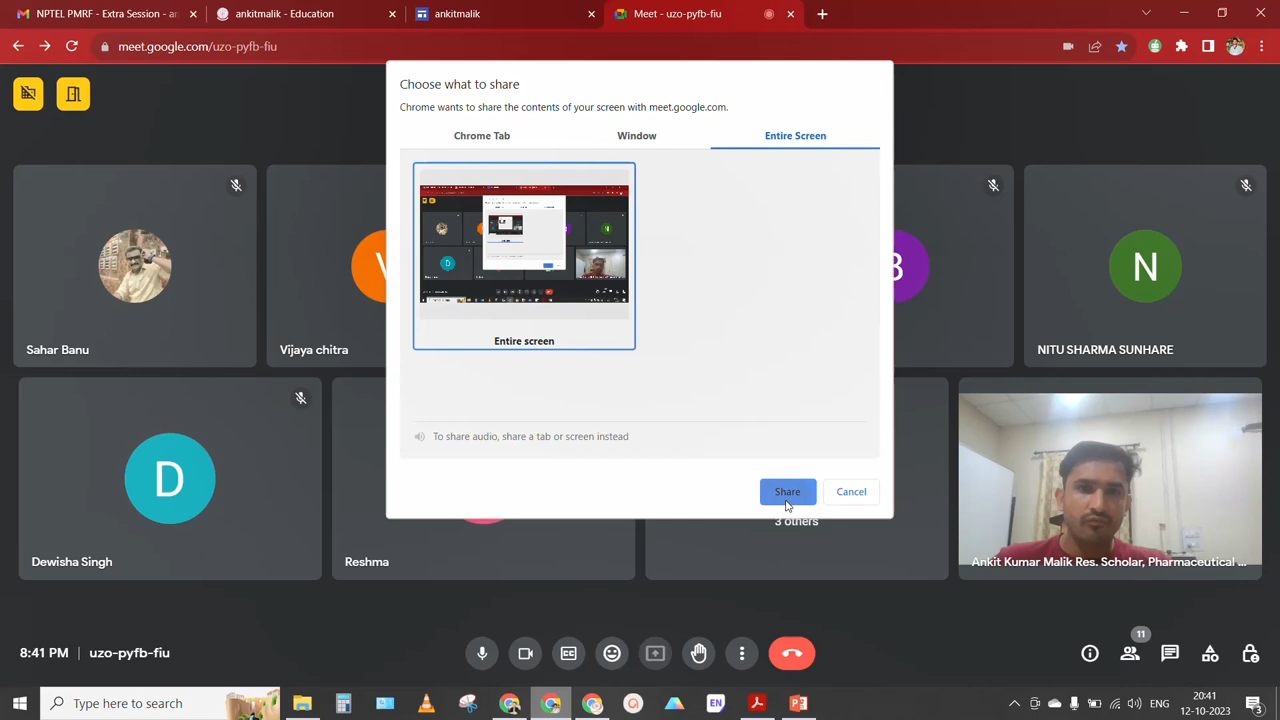 NPTEL PMRF - Extra Session - an
ankitmalik - Education
ankitmalik
Meet - uzo-pyfb-fiu
meet.google.com/uzo-pyfb-fiu
Choose what to share
Chrome wants to share the contents of your screen with meet.google.com.
Chrome Tab
Window
Entire Screen
Entire screen
To share audio, share a tab or screen instead
Share
Cancel
Sahar Banu
V
Vijaya chitra
B
N
NITU SHARMA SUNHARE
D
Dewisha Singh
Reshma
3 others
Ankit Kumar Malik Res. Scholar, Pharmaceutical ...
8:41 PM | uzo-pyfb-fiu
11
Type here to search
EN
ENG
20:41
12-10-2023
3